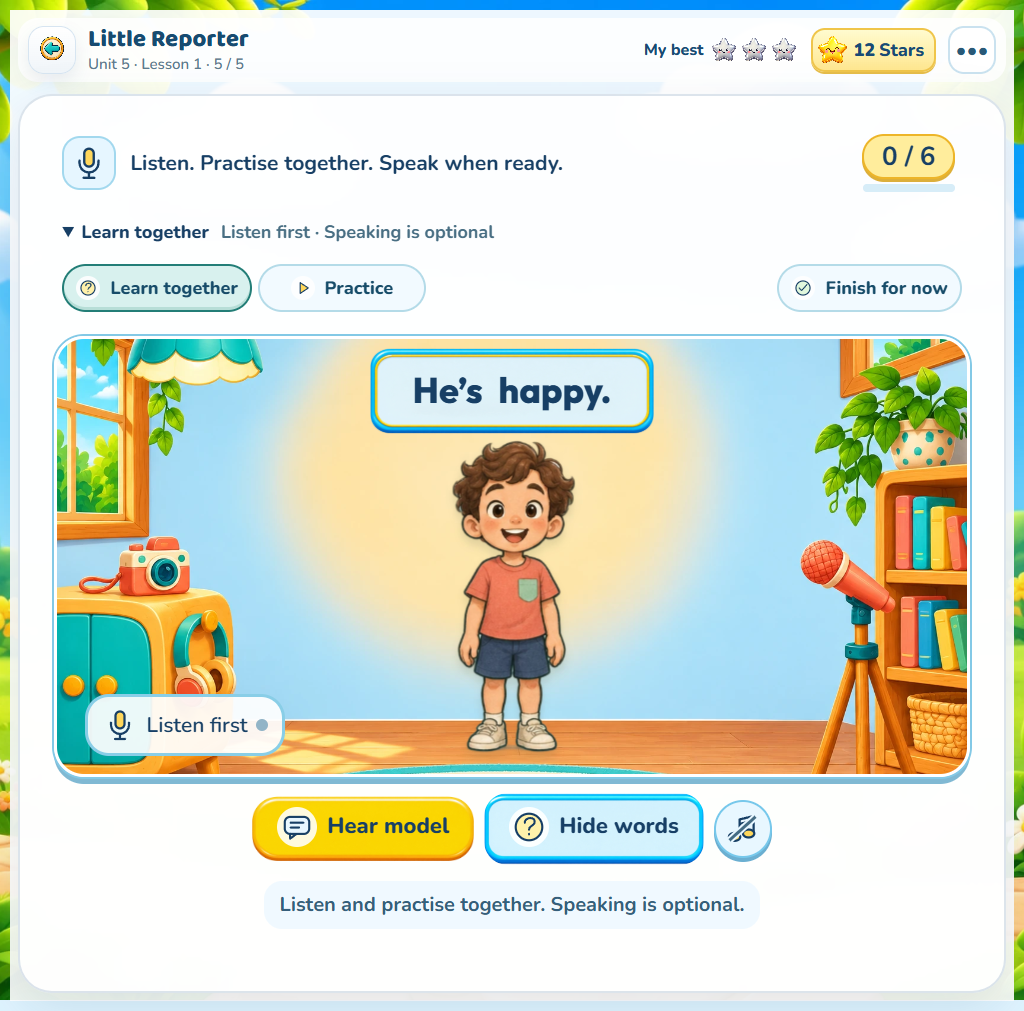 Little Reporter
Unit 5 · Lesson 1 · 5 / 5
My best
12 Stars
Listen. Practise together. Speak when ready.
0 / 6
▼ Learn together Listen first · Speaking is optional
Learn together
Practice
Finish for now
He’s happy.
Listen first
Hear model
Hide words
Listen and practise together. Speaking is optional.